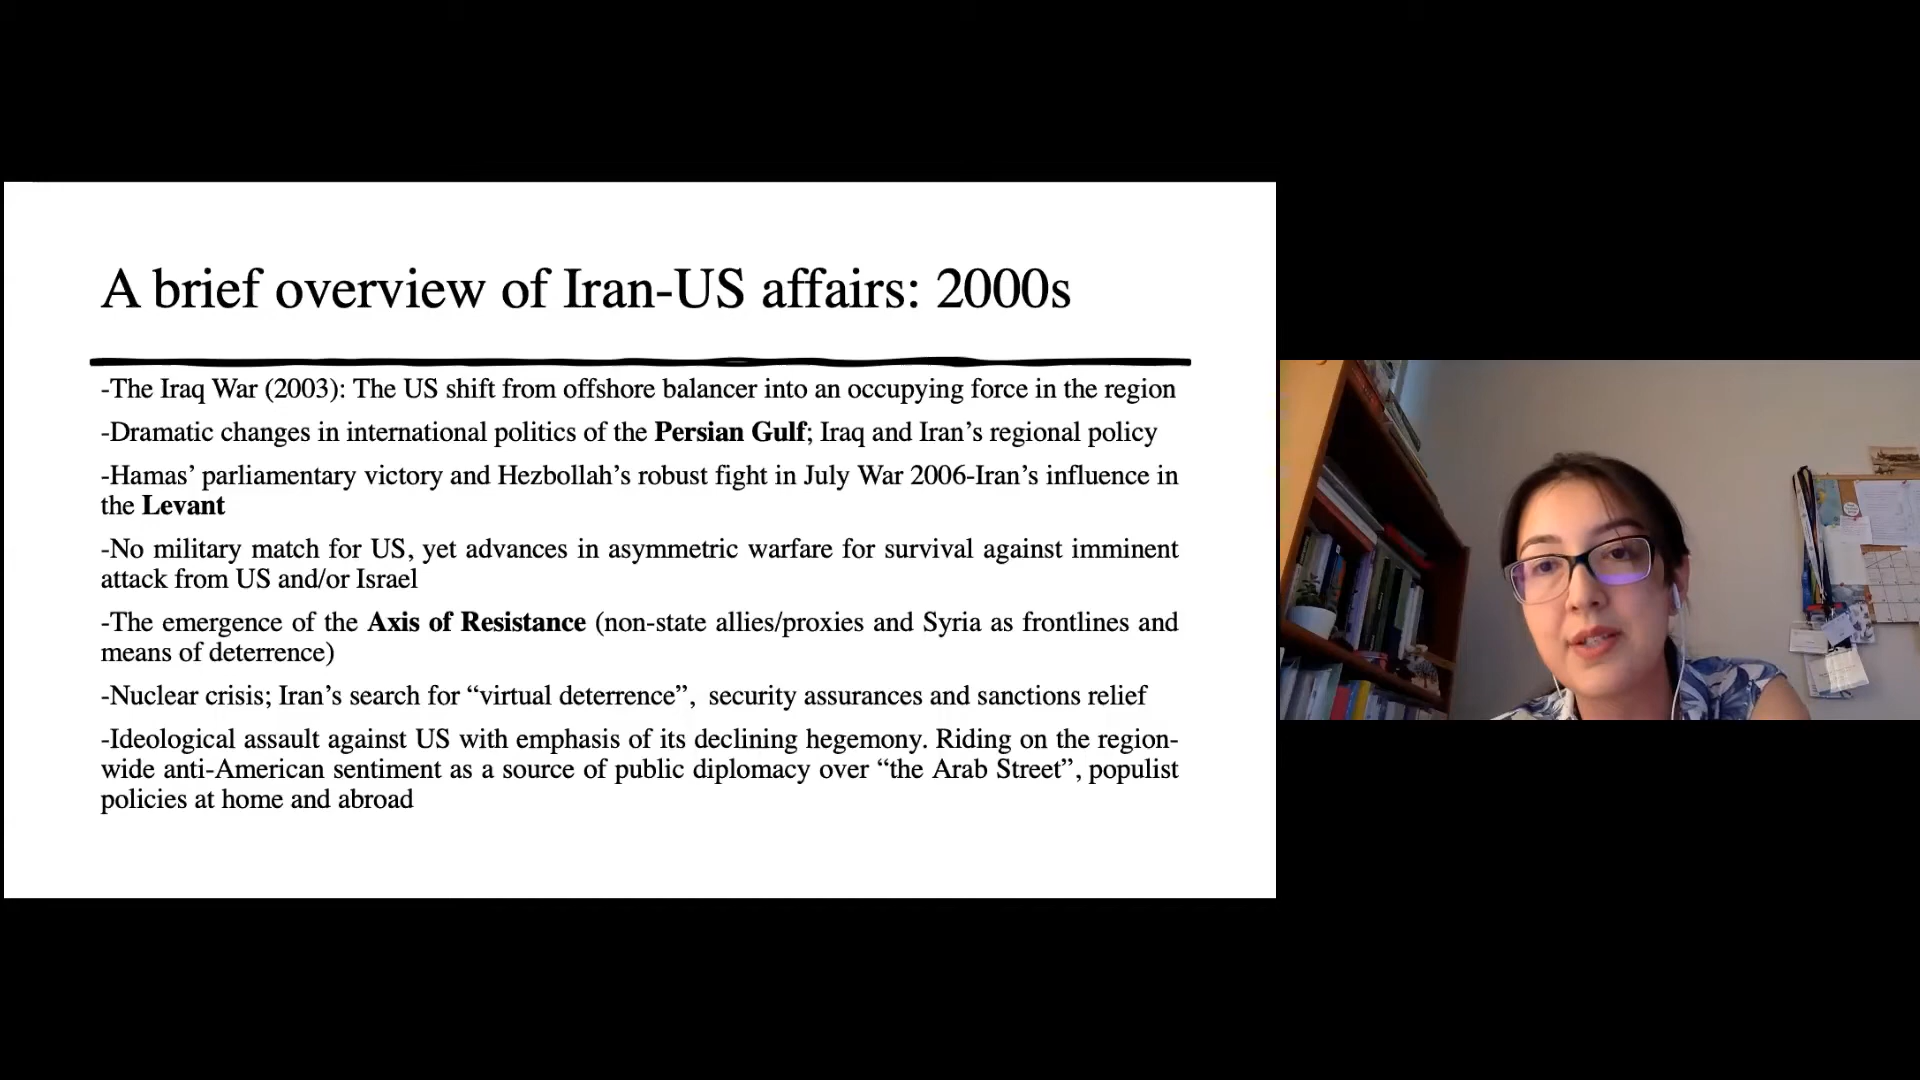 A brief overview of Iran-US affairs: 2000s
-The Iraq War (2003): The US shift from offshore balancer into an occupying force in the region
-Dramatic changes in international politics of the Persian Gulf; Iraq and Iran’s regional policy
-Hamas’ parliamentary victory and Hezbollah’s robust fight in July War 2006-Iran’s influence in
the Levant
-No military match for US, yet advances in asymmetric warfare for survival against imminent
attack from US and/or Israel
-The emergence of the Axis of Resistance (non-state allies/proxies and Syria as frontlines and
means of deterrence)
-Nuclear crisis; Iran’s search for “virtual deterrence”, security assurances and sanctions relief
-Ideological assault against US with emphasis of its declining hegemony. Riding on the region-
wide anti-American sentiment as a source of public diplomacy over “the Arab Street”, populist
policies at home and abroad